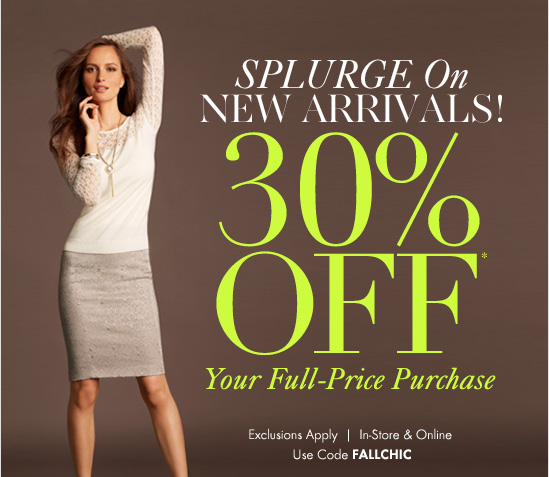 SPLURGE On
NEW ARRIVALS!
30%
OFF*
Your Full-Price Purchase
Exclusions Apply | In-Store & Online
Use Code FALLCHIC